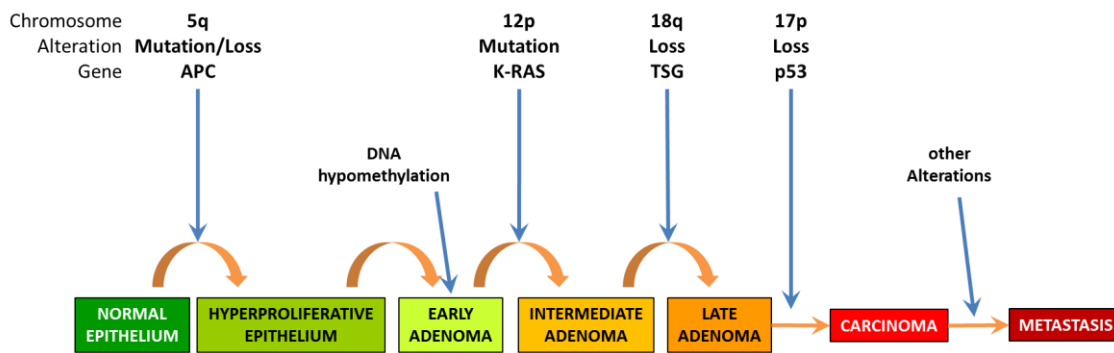 Chromosome 5q 12p 18q 17p
Alteration Mutation/Loss Mutation Loss Loss
Gene APC K-RAS TSG p53
DNA
hypomethylation
other
Alterations
NORMAL
EPITHELIUM
HYPERPROLIFERATIVE
EPITHELIUM
EARLY
ADENOMA
INTERMEDIATE
ADENOMA
LATE
ADENOMA
CARCINOMA
METASTASIS